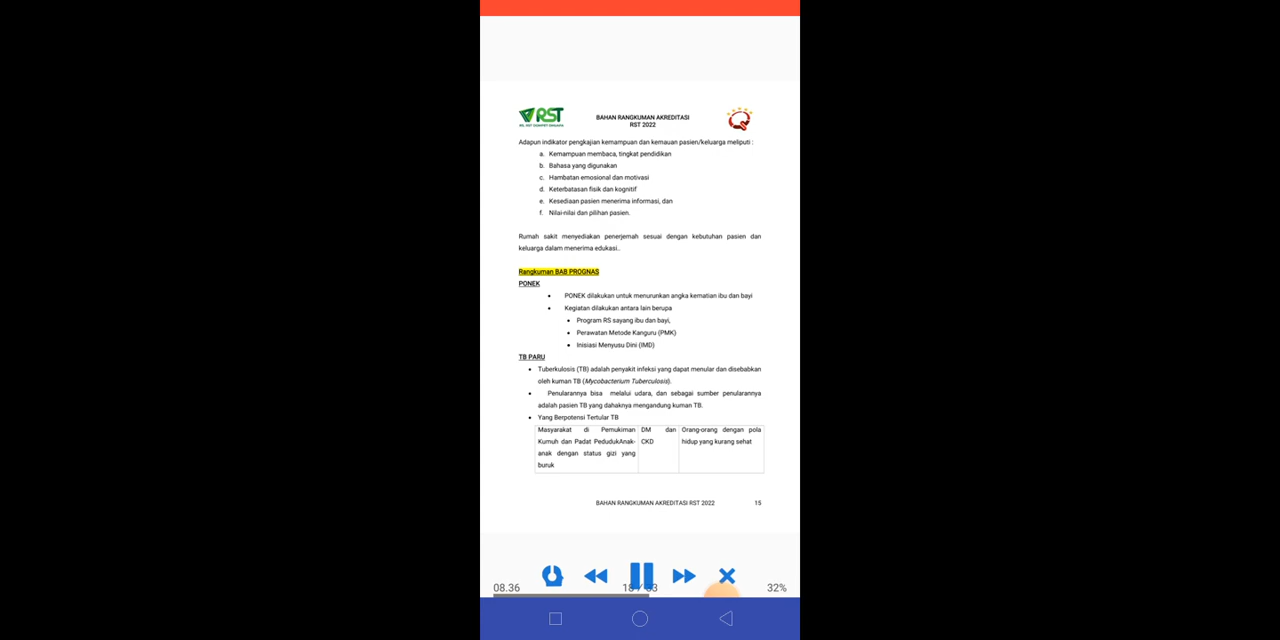 RST
BAHAN RANGKUMAN AKREDITASI
RST 2022
Adapun indikator pengkajian kemampuan dan kemauan pasien/keluarga meliputi :
a. Kemampuan membaca, tingkat pendidikan
b. Bahasa yang digunakan
c. Hambatan emosional dan motivasi
d. Keterbatasan fisik dan kognitif
e. Kesediaan pasien menerima informasi, dan
f. Nilai-nilai dan pilihan pasien.
Rumah sakit menyediakan penerjemah sesuai dengan kebutuhan pasien dan
keluarga dalam menerima edukasi..
Rangkuman BAB PROGNAS
PONEK
• PONEK dilakukan untuk menurunkan angka kematian ibu dan bayi
• Kegiatan dilakukan antara lain berupa
• Program RS sayang ibu dan bayi,
• Perawatan Metode Kanguru (PMK)
• Inisiasi Menyusu Dini (IMD)
TB PARU
• Tuberkulosis (TB) adalah penyakit infeksi yang dapat menular dan disebabkan
oleh kuman TB (Mycobacterium Tuberculosis).
• Penularannya bisa melalui udara, dan sebagai sumber penularannya
adalah pasien TB yang dahaknya mengandung kuman TB.
• Yang Berpotensi Tertular TB
Masyarakat di Pemukiman
Kumuh dan Padat PedudukAnak-
anak dengan status gizi yang
buruk
DM dan
CKD
Orang-orang dengan pola
hidup yang kurang sehat
BAHAN RANGKUMAN AKREDITASI RST 2022 15
08.36 18 / 33 32%